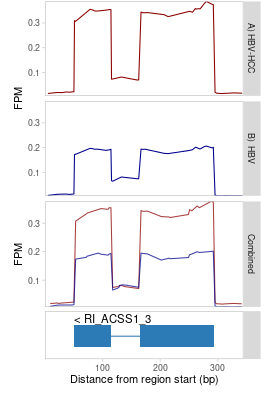 0.3
0.2
0.1
A) HBV-HCC
FPM
0.3
0.2
0.1
B) HBV
0.3
0.2
0.1
FPM
Combined
< RI_ACSS1_3
100
200
300
Distance from region start (bp)